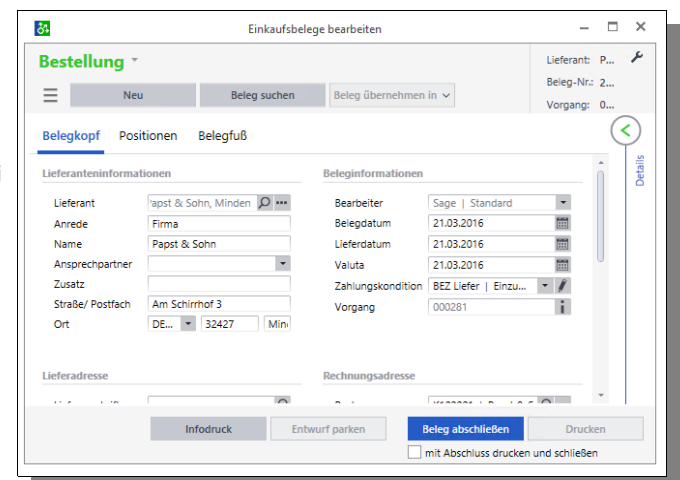 Einkaufsbelege bearbeiten
Bestellung
Lieferant: P...
Beleg-Nr.: 2...
Vorgang: 0...
Neu
Beleg suchen
Beleg übernehmen in
Belegkopf Positionen Belegfuß
Details
Lieferanteninformationen
Lieferant & Sohn, Minden
Anrede Firma
Name Papst & Sohn
Ansprechpartner
Zusatz
Straße/ Postfach Am Schirrhof 3
Ort DE... 32427
Beleginformationen
Bearbeiter Sage | Standard
Belegdatum 21.03.2016
Lieferdatum 21.03.2016
Valuta 21.03.2016
Zahlungskondition BEZ Liefer | Einzu...
Vorgang 000281
Lieferadresse
Rechnungsadresse
Infodruck
Entwurf parken
Beleg abschließen
Drucken
mit Abschluss drucken und schließen